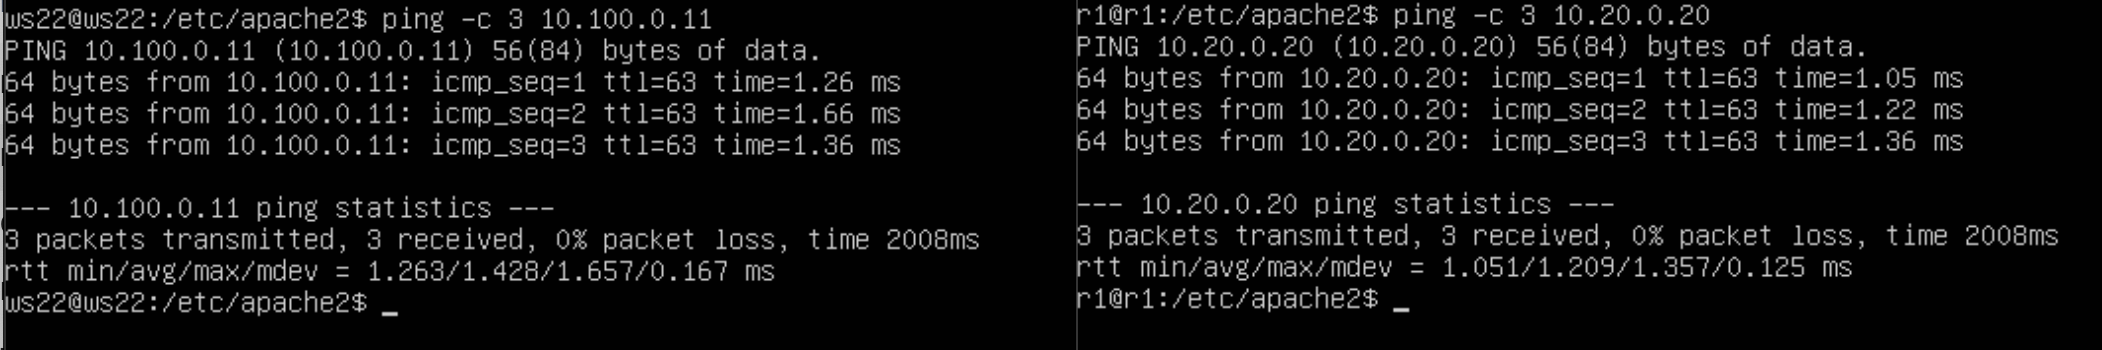 ws22@ws22:/etc/apache2$ ping -c 3 10.100.0.11
PING 10.100.0.11 (10.100.0.11) 56(84) bytes of data.
64 bytes from 10.100.0.11: icmp_seq=1 ttl=63 time=1.26 ms
64 bytes from 10.100.0.11: icmp_seq=2 ttl=63 time=1.66 ms
64 bytes from 10.100.0.11: icmp_seq=3 ttl=63 time=1.36 ms
--- 10.100.0.11 ping statistics ---
3 packets transmitted, 3 received, 0% packet loss, time 2008ms
rtt min/avg/max/mdev = 1.263/1.428/1.657/0.167 ms
ws22@ws22:/etc/apache2$ _
r1@r1:/etc/apache2$ ping -c 3 10.20.0.20
PING 10.20.0.20 (10.20.0.20) 56(84) bytes of data.
64 bytes from 10.20.0.20: icmp_seq=1 ttl=63 time=1.05 ms
64 bytes from 10.20.0.20: icmp_seq=2 ttl=63 time=1.22 ms
64 bytes from 10.20.0.20: icmp_seq=3 ttl=63 time=1.36 ms
--- 10.20.0.20 ping statistics ---
3 packets transmitted, 3 received, 0% packet loss, time 2008ms
rtt min/avg/max/mdev = 1.051/1.209/1.357/0.125 ms
r1@r1:/etc/apache2$ _